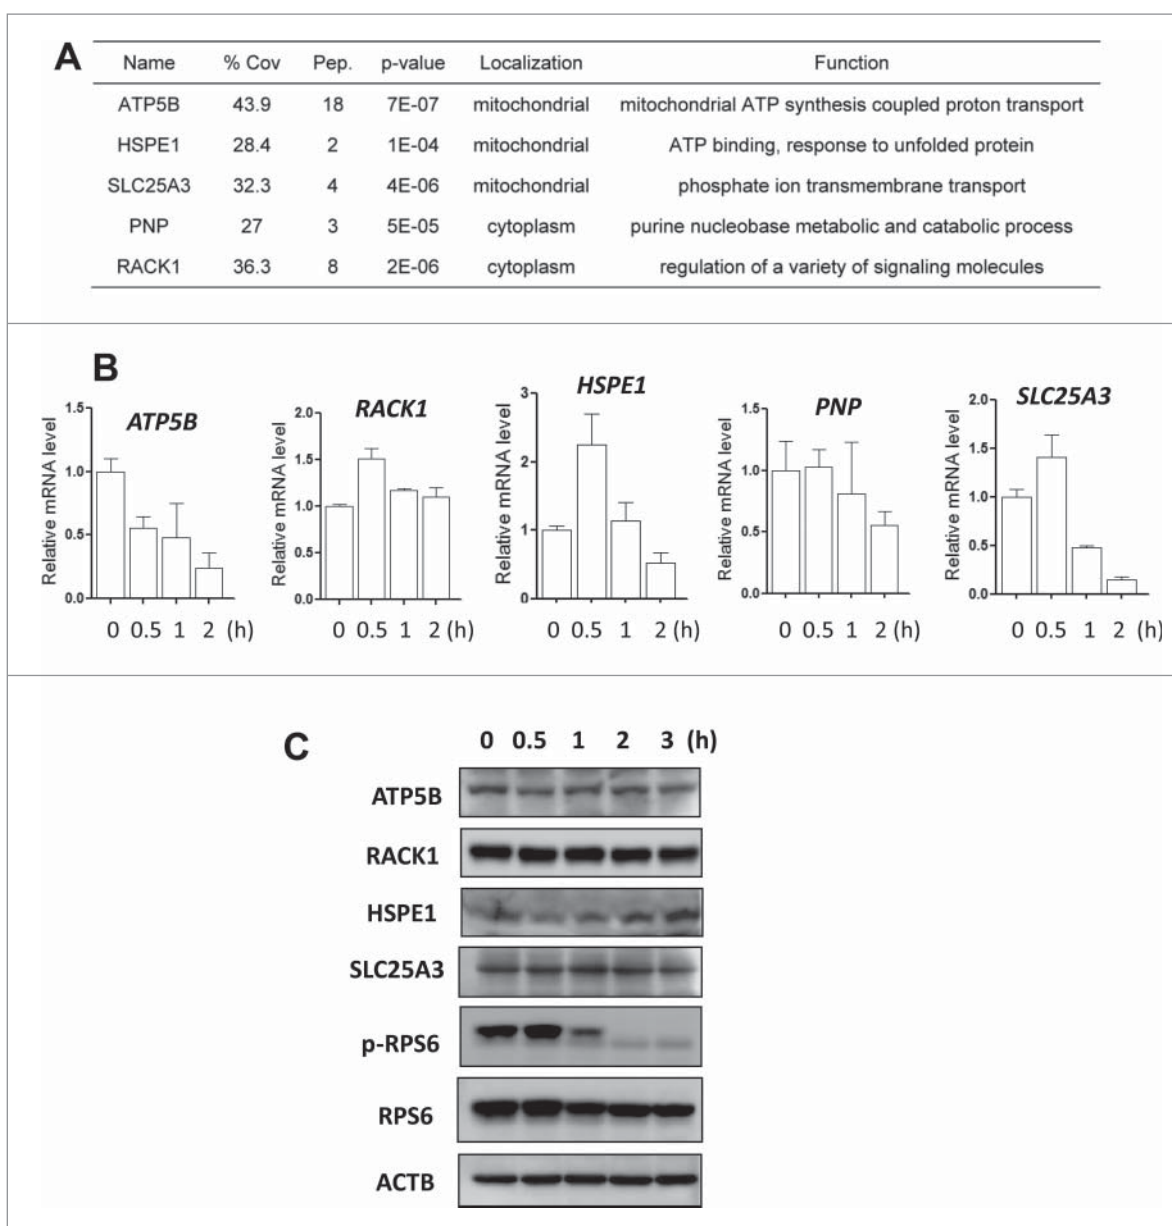 A
Name % Cov Pep. p-value Localization Function
ATP5B 43.9 18 7E-07 mitochondrial mitochondrial ATP synthesis coupled proton transport
HSPE1 28.4 2 1E-04 mitochondrial ATP binding, response to unfolded protein
SLC25A3 32.3 4 4E-06 mitochondrial phosphate ion transmembrane transport
PNP 27 3 5E-05 cytoplasm purine nucleobase metabolic and catabolic process
RACK1 36.3 8 2E-06 cytoplasm regulation of a variety of signaling molecules
B
ATP5B
Relative mRNA level
1.5
1.0
0.5
0.0
0 0.5 1 2 (h)
RACK1
Relative mRNA level
2.0
1.5
1.0
0.5
0.0
0 0.5 1 2 (h)
HSPE1
Relative mRNA level
3
2
1
0
0 0.5 1 2 (h)
PNP
Relative mRNA level
1.5
1.0
0.5
0.0
0 0.5 1 2 (h)
SLC25A3
Relative mRNA level
2.0
1.5
1.0
0.5
0.0
0 0.5 1 2 (h)
C
0 0.5 1 2 3 (h)
ATP5B
RACK1
HSPE1
SLC25A3
p-RPS6
RPS6
ACTB